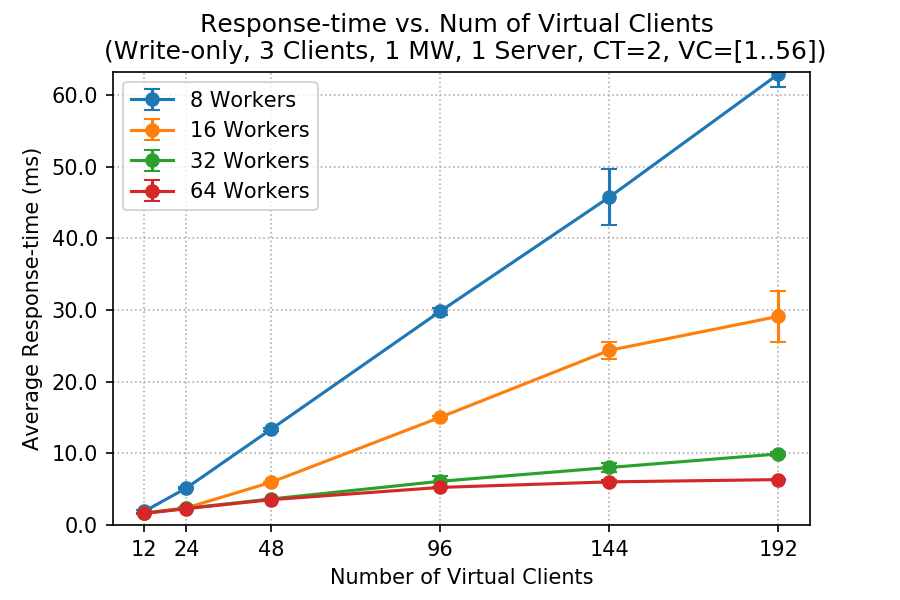 Response-time vs. Num of Virtual Clients
(Write-only, 3 Clients, 1 MW, 1 Server, CT=2, VC=[1..56])
8 Workers
16 Workers
32 Workers
64 Workers
Average Response-time (ms)
60.0
50.0
40.0
30.0
20.0
10.0
0.0
12 24 48 96 144 192
Number of Virtual Clients